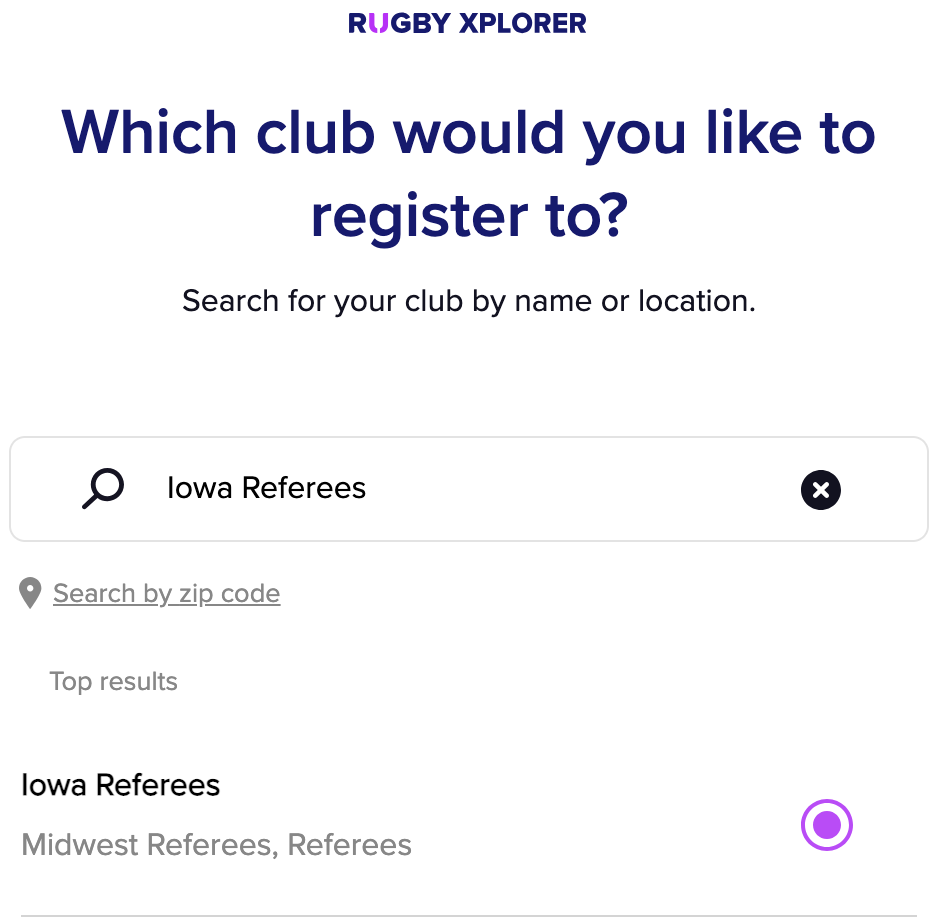 RUGBY XPLORER
Which club would you like to
register to?
Search for your club by name or location.
Iowa Referees
Search by zip code
Top results
Iowa Referees
Midwest Referees, Referees